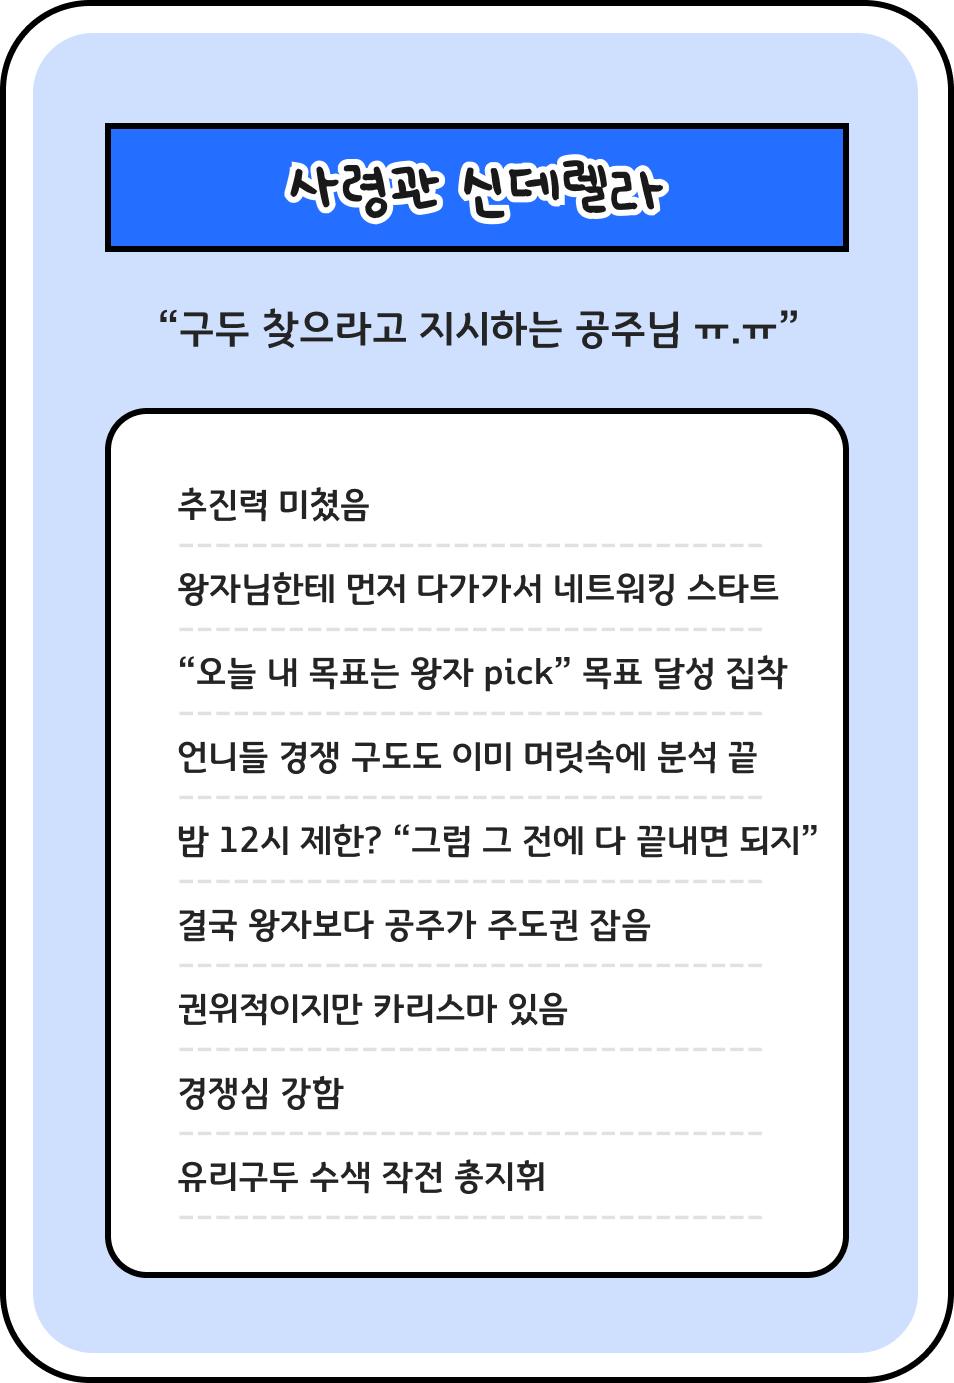 사령관 신데렐라
“구두 찾으라고 지시하는 공주님 ㅠ.ㅠ”
추진력 미쳤음
왕자님한테 먼저 다가가서 네트워킹 스타트
“오늘 내 목표는 왕자 pick” 목표 달성 집착
언니들 경쟁 구도도 이미 머릿속에 분석 끝
밤 12시 제한? “그럼 그 전에 다 끝내면 되지”
결국 왕자보다 공주가 주도권 잡음
권위적이지만 카리스마 있음
경쟁심 강함
유리구두 수색 작전 총지휘